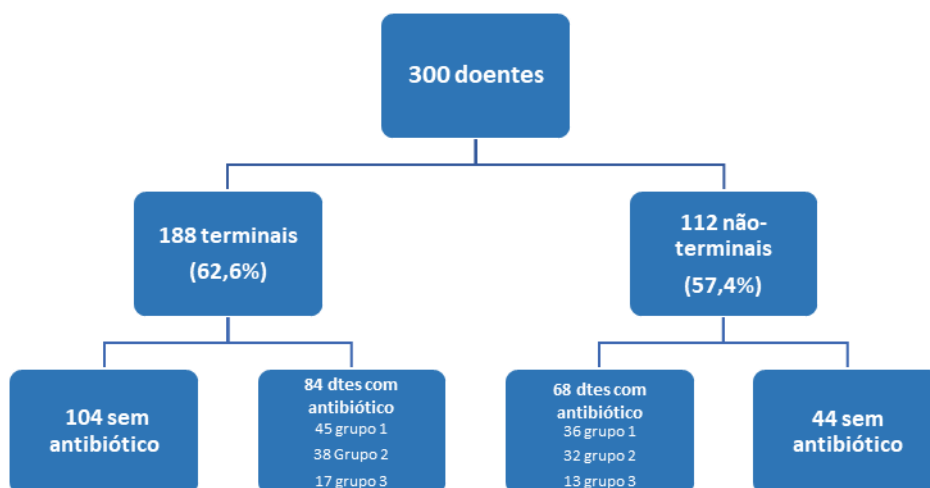 300 doentes
188 terminais
(62,6%)
112 não-
terminais
(57,4%)
104 sem
antibiótico
84 dtes com
antibiótico
45 grupo 1
38 Grupo 2
17 grupo 3
68 dtes com
antibiótico
36 grupo 1
32 grupo 2
13 grupo 3
44 sem
antibiótico